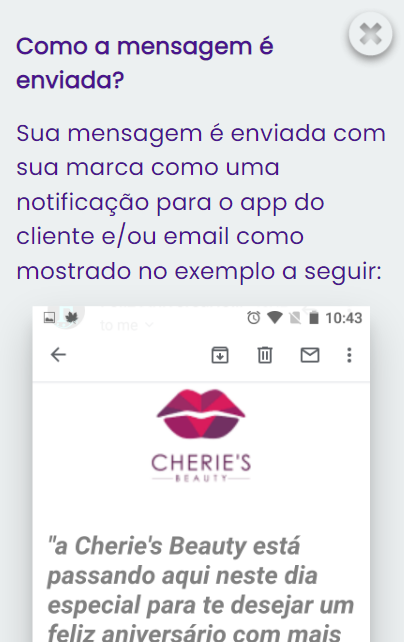 Como a mensagem é
enviada?
Sua mensagem é enviada com
sua marca como uma
notificação para o app do
cliente e/ou email como
mostrado no exemplo a seguir:
to me
10:43
CHERIE'S
BEAUTY
"a Cherie's Beauty está
passando aqui neste dia
especial para te desejar um
feliz aniversário com mais